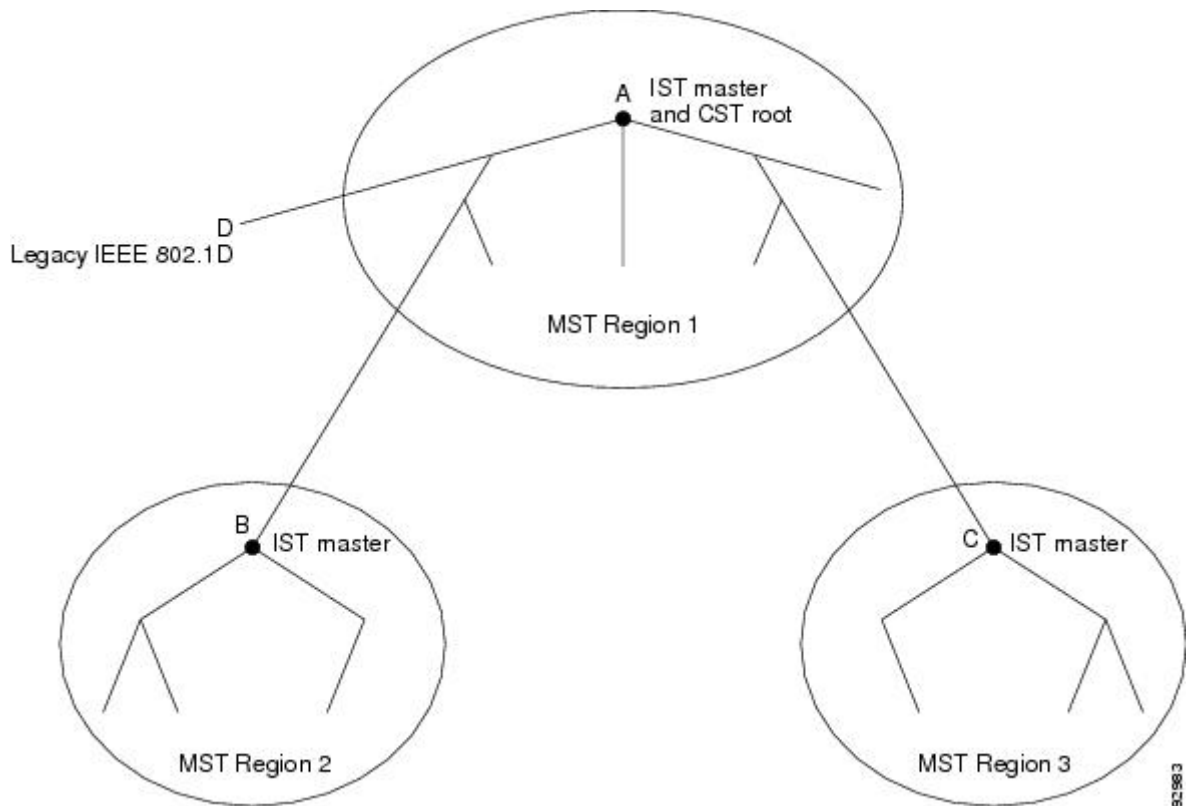 A
IST master
and CST root
D
Legacy IEEE 802.1D
MST Region 1
B
IST master
C
IST master
MST Region 2
MST Region 3
92983